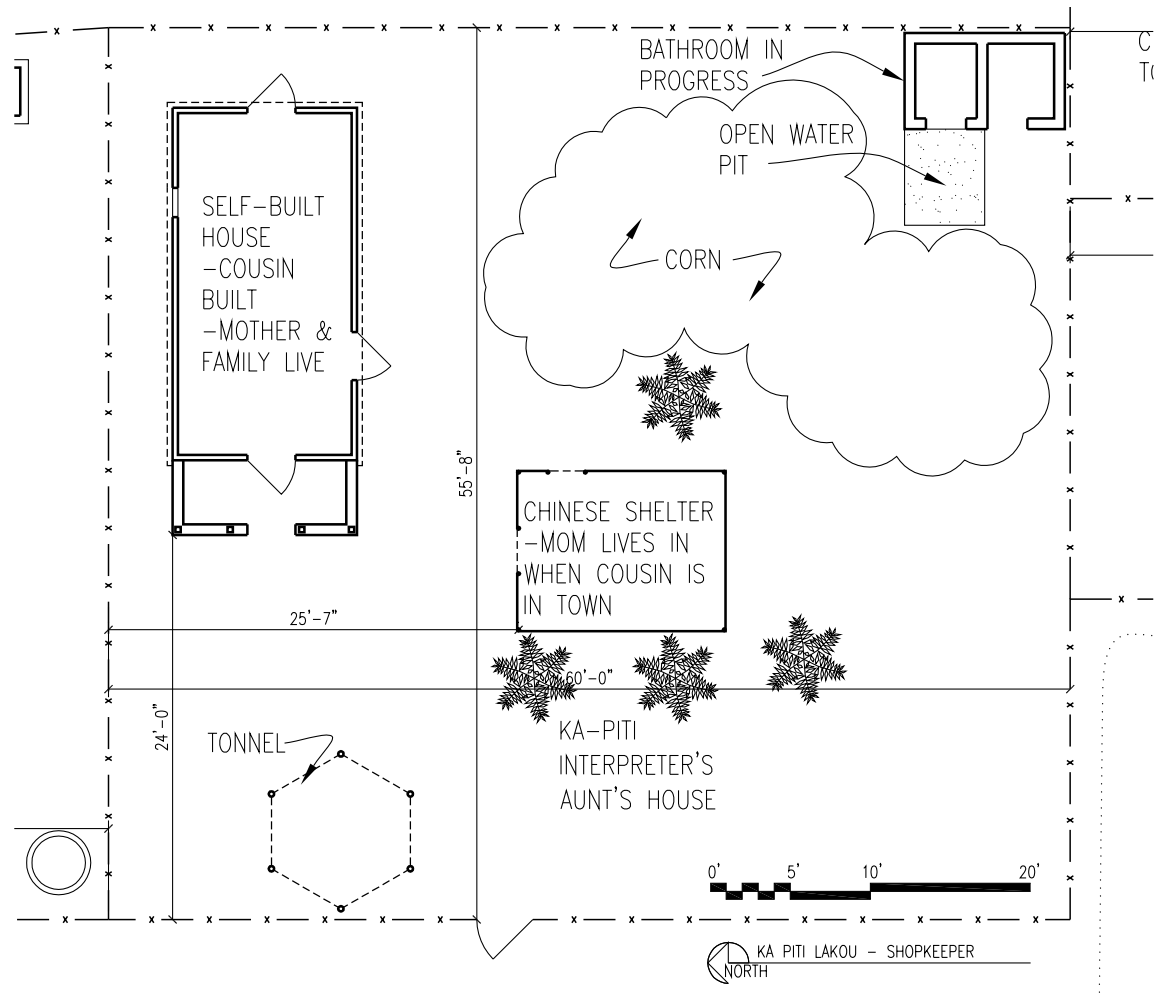 BATHROOM IN
PROGRESS
OPEN WATER
PIT
SELF-BUILT
HOUSE
-COUSIN
BUILT
-MOTHER &
FAMILY LIVE
CORN
55'-8"
CHINESE SHELTER
-MOM LIVES IN
WHEN COUSIN IS
IN TOWN
25'-7"
60'-0"
24'-0"
TONNEL
KA-PITI
INTERPRETER'S
AUNT'S HOUSE
0' 5' 10' 20'
KA PITI LAKOU - SHOPKEEPER
NORTH